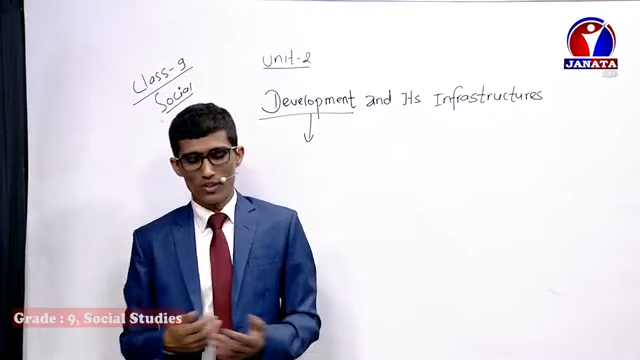 Class-9
Social
Unit-2
Development and Its Infrastructures
JANATA
Grade : 9, Social Studies